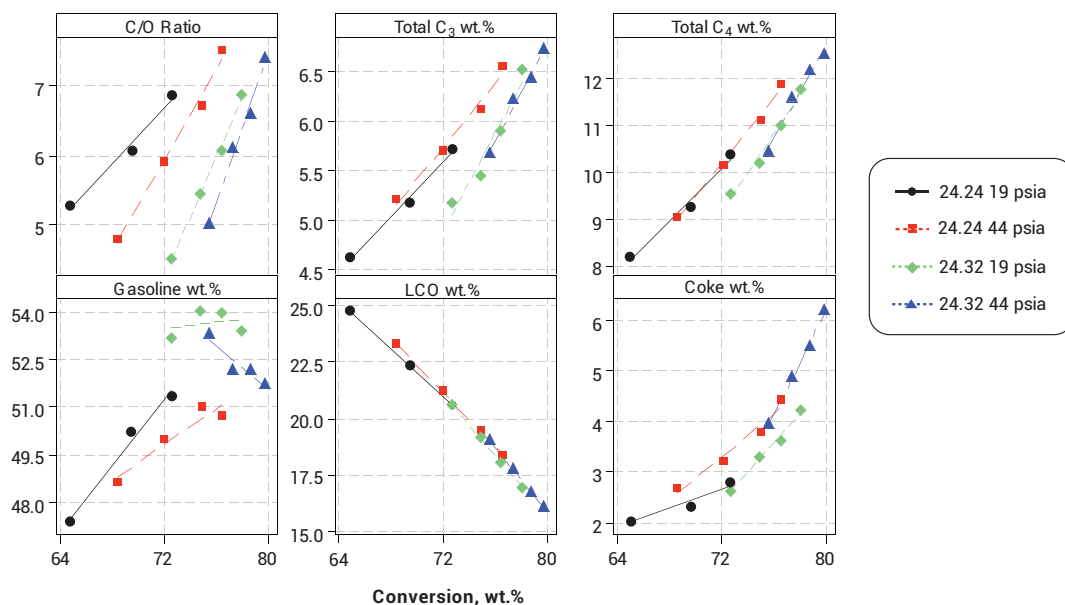 C/O Ratio
Total C₃ wt.%
Total C₄ wt.%
7
6
5
6.5
6.0
5.5
5.0
4.5
12
11
10
9
8
Gasoline wt.%
LCO wt.%
Coke wt.%
54.0
52.5
51.0
49.5
48.0
25.0
22.5
20.0
17.5
15.0
6
5
4
3
2
64 72 80
64 72 80
64 72 80
Conversion, wt.%
24.24 19 psia
24.24 44 psia
24.32 19 psia
24.32 44 psia